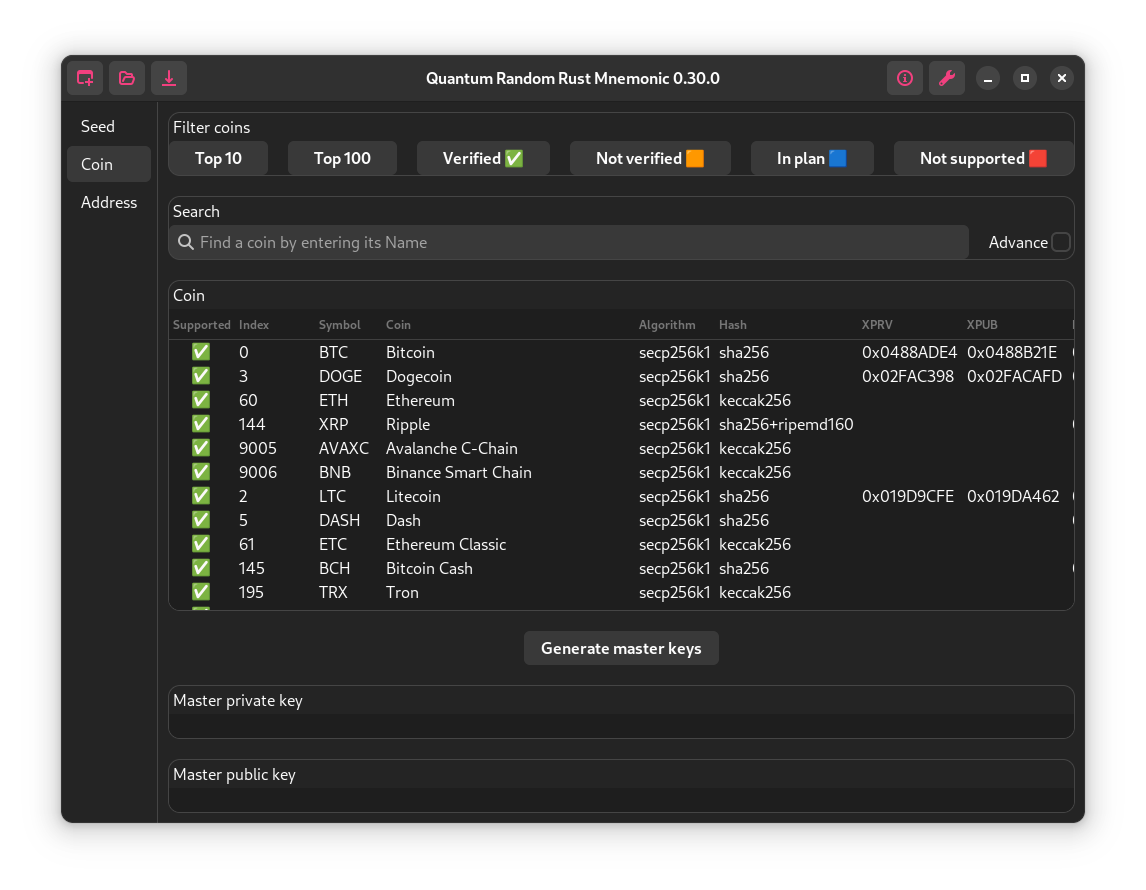 Quantum Random Rust Mnemonic 0.30.0
Seed
Coin
Address
Filter coins
Top 10 Top 100 Verified ✅ Not verified 🟧 In plan 🟦 Not supported 🟥
Search
Find a coin by entering its Name Advance
Coin
Supported Index Symbol Coin Algorithm Hash XPRV XPUB
✅ 0 BTC Bitcoin secp256k1 sha256 0x0488ADE4 0x0488B21E
✅ 3 DOGE Dogecoin secp256k1 sha256 0x02FAC398 0x02FACAFD
✅ 60 ETH Ethereum secp256k1 keccak256
✅ 144 XRP Ripple secp256k1 sha256+ripemd160
✅ 9005 AVAXC Avalanche C-Chain secp256k1 keccak256
✅ 9006 BNB Binance Smart Chain secp256k1 keccak256
✅ 2 LTC Litecoin secp256k1 sha256 0x019D9CFE 0x019DA462
✅ 5 DASH Dash secp256k1 sha256
✅ 61 ETC Ethereum Classic secp256k1 keccak256
✅ 145 BCH Bitcoin Cash secp256k1 sha256
✅ 195 TRX Tron secp256k1 keccak256
Generate master keys
Master private key
Master public key